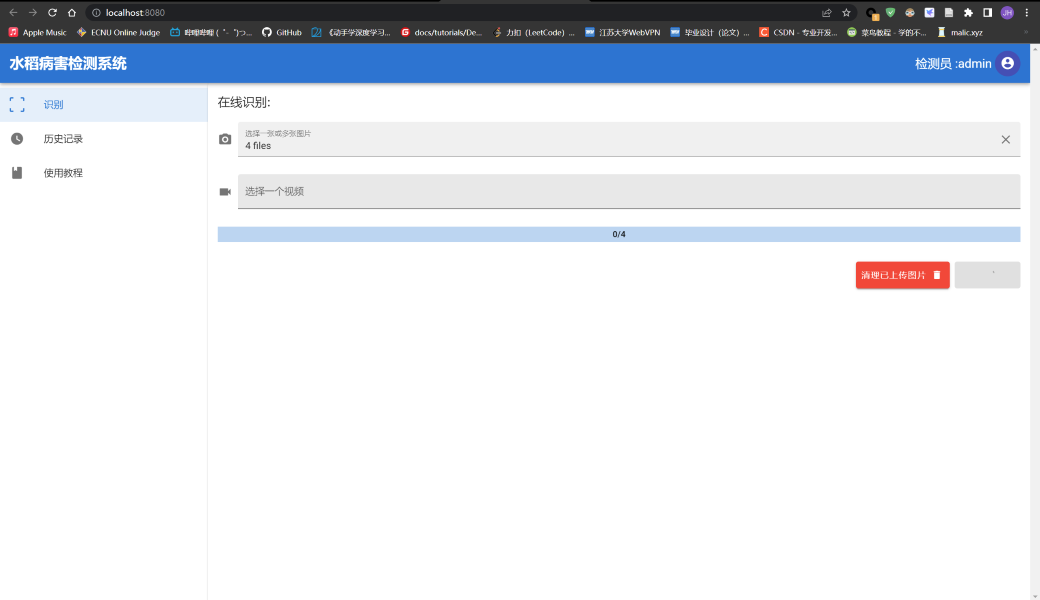 localhost:8080
JH
Apple Music
ECNU Online Judge
哔哩哔哩 ( ゜- ゜)つ...
GitHub
《动手学深度学习...
docs/tutorials/De...
力扣（LeetCode）...
江苏大学WebVPN
毕业设计（论文）...
CSDN - 专业开发...
菜鸟教程 - 学的不...
malic.xyz
水稻病害检测系统
检测员 :admin
识别
历史记录
使用教程
在线识别:
选择一张或多张图片
4 files
选择一个视频
0/4
清理已上传图片